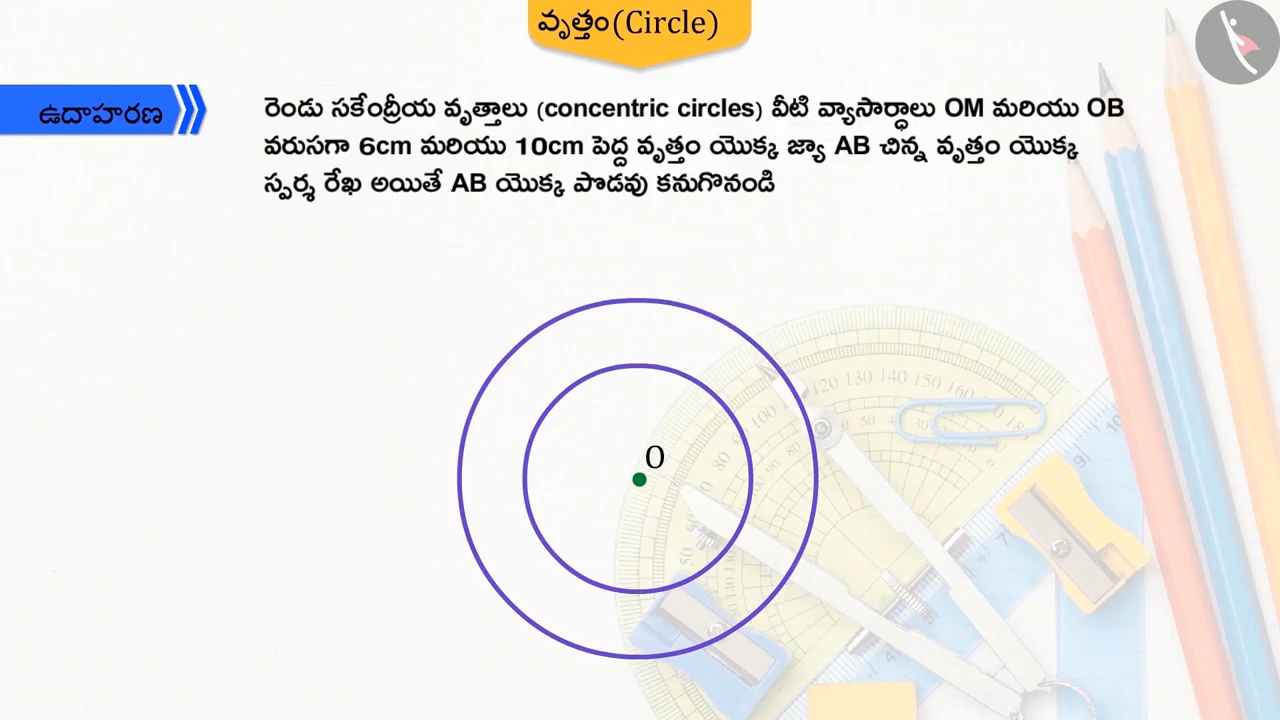 వృత్తం(Circle)
ఉదాహరణ
రెండు సకేంద్రీయ వృత్తాలు (concentric circles) వీటి వ్యాసార్ధాలు OM మరియు OB
వరుసగా 6cm మరియు 10cm పెద్ద వృత్తం యొక్క జ్యా AB చిన్న వృత్తం యొక్క
స్పర్శ రేఖ అయితే AB యొక్క పొడవు కనుగొనండి
O